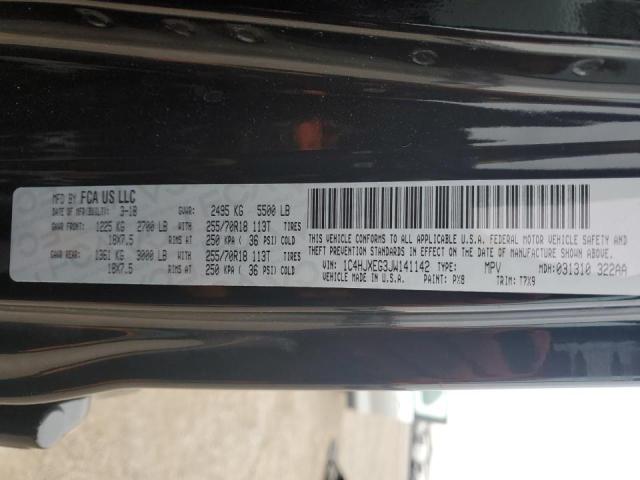 MFD BY FCA US LLC
DATE OF MFR(BUILT): 3-18 GVWR: 2495 KG 5500 LB
GAWR FRONT: 1225 KG 2700 LB WITH 255/70R18 113T TIRES
18X7.5 RIMS AT 250 KPA ( 36 PSI) COLD
GAWR REAR: 1361 KG 3000 LB WITH 255/70R18 113T TIRES
18X7.5 RIMS AT 250 KPA ( 36 PSI) COLD
THIS VEHICLE CONFORMS TO ALL APPLICABLE U.S.A. FEDERAL MOTOR VEHICLE SAFETY AND
THEFT PREVENTION STANDARDS IN EFFECT ON THE DATE OF MANUFACTURE SHOWN ABOVE.
VIN: 1C4HJXEG3JW141142 TYPE: MPV MDH:031310 322AA
VEHICLE MADE IN U.S.A. PAINT: PX8 TRIM: T7X9